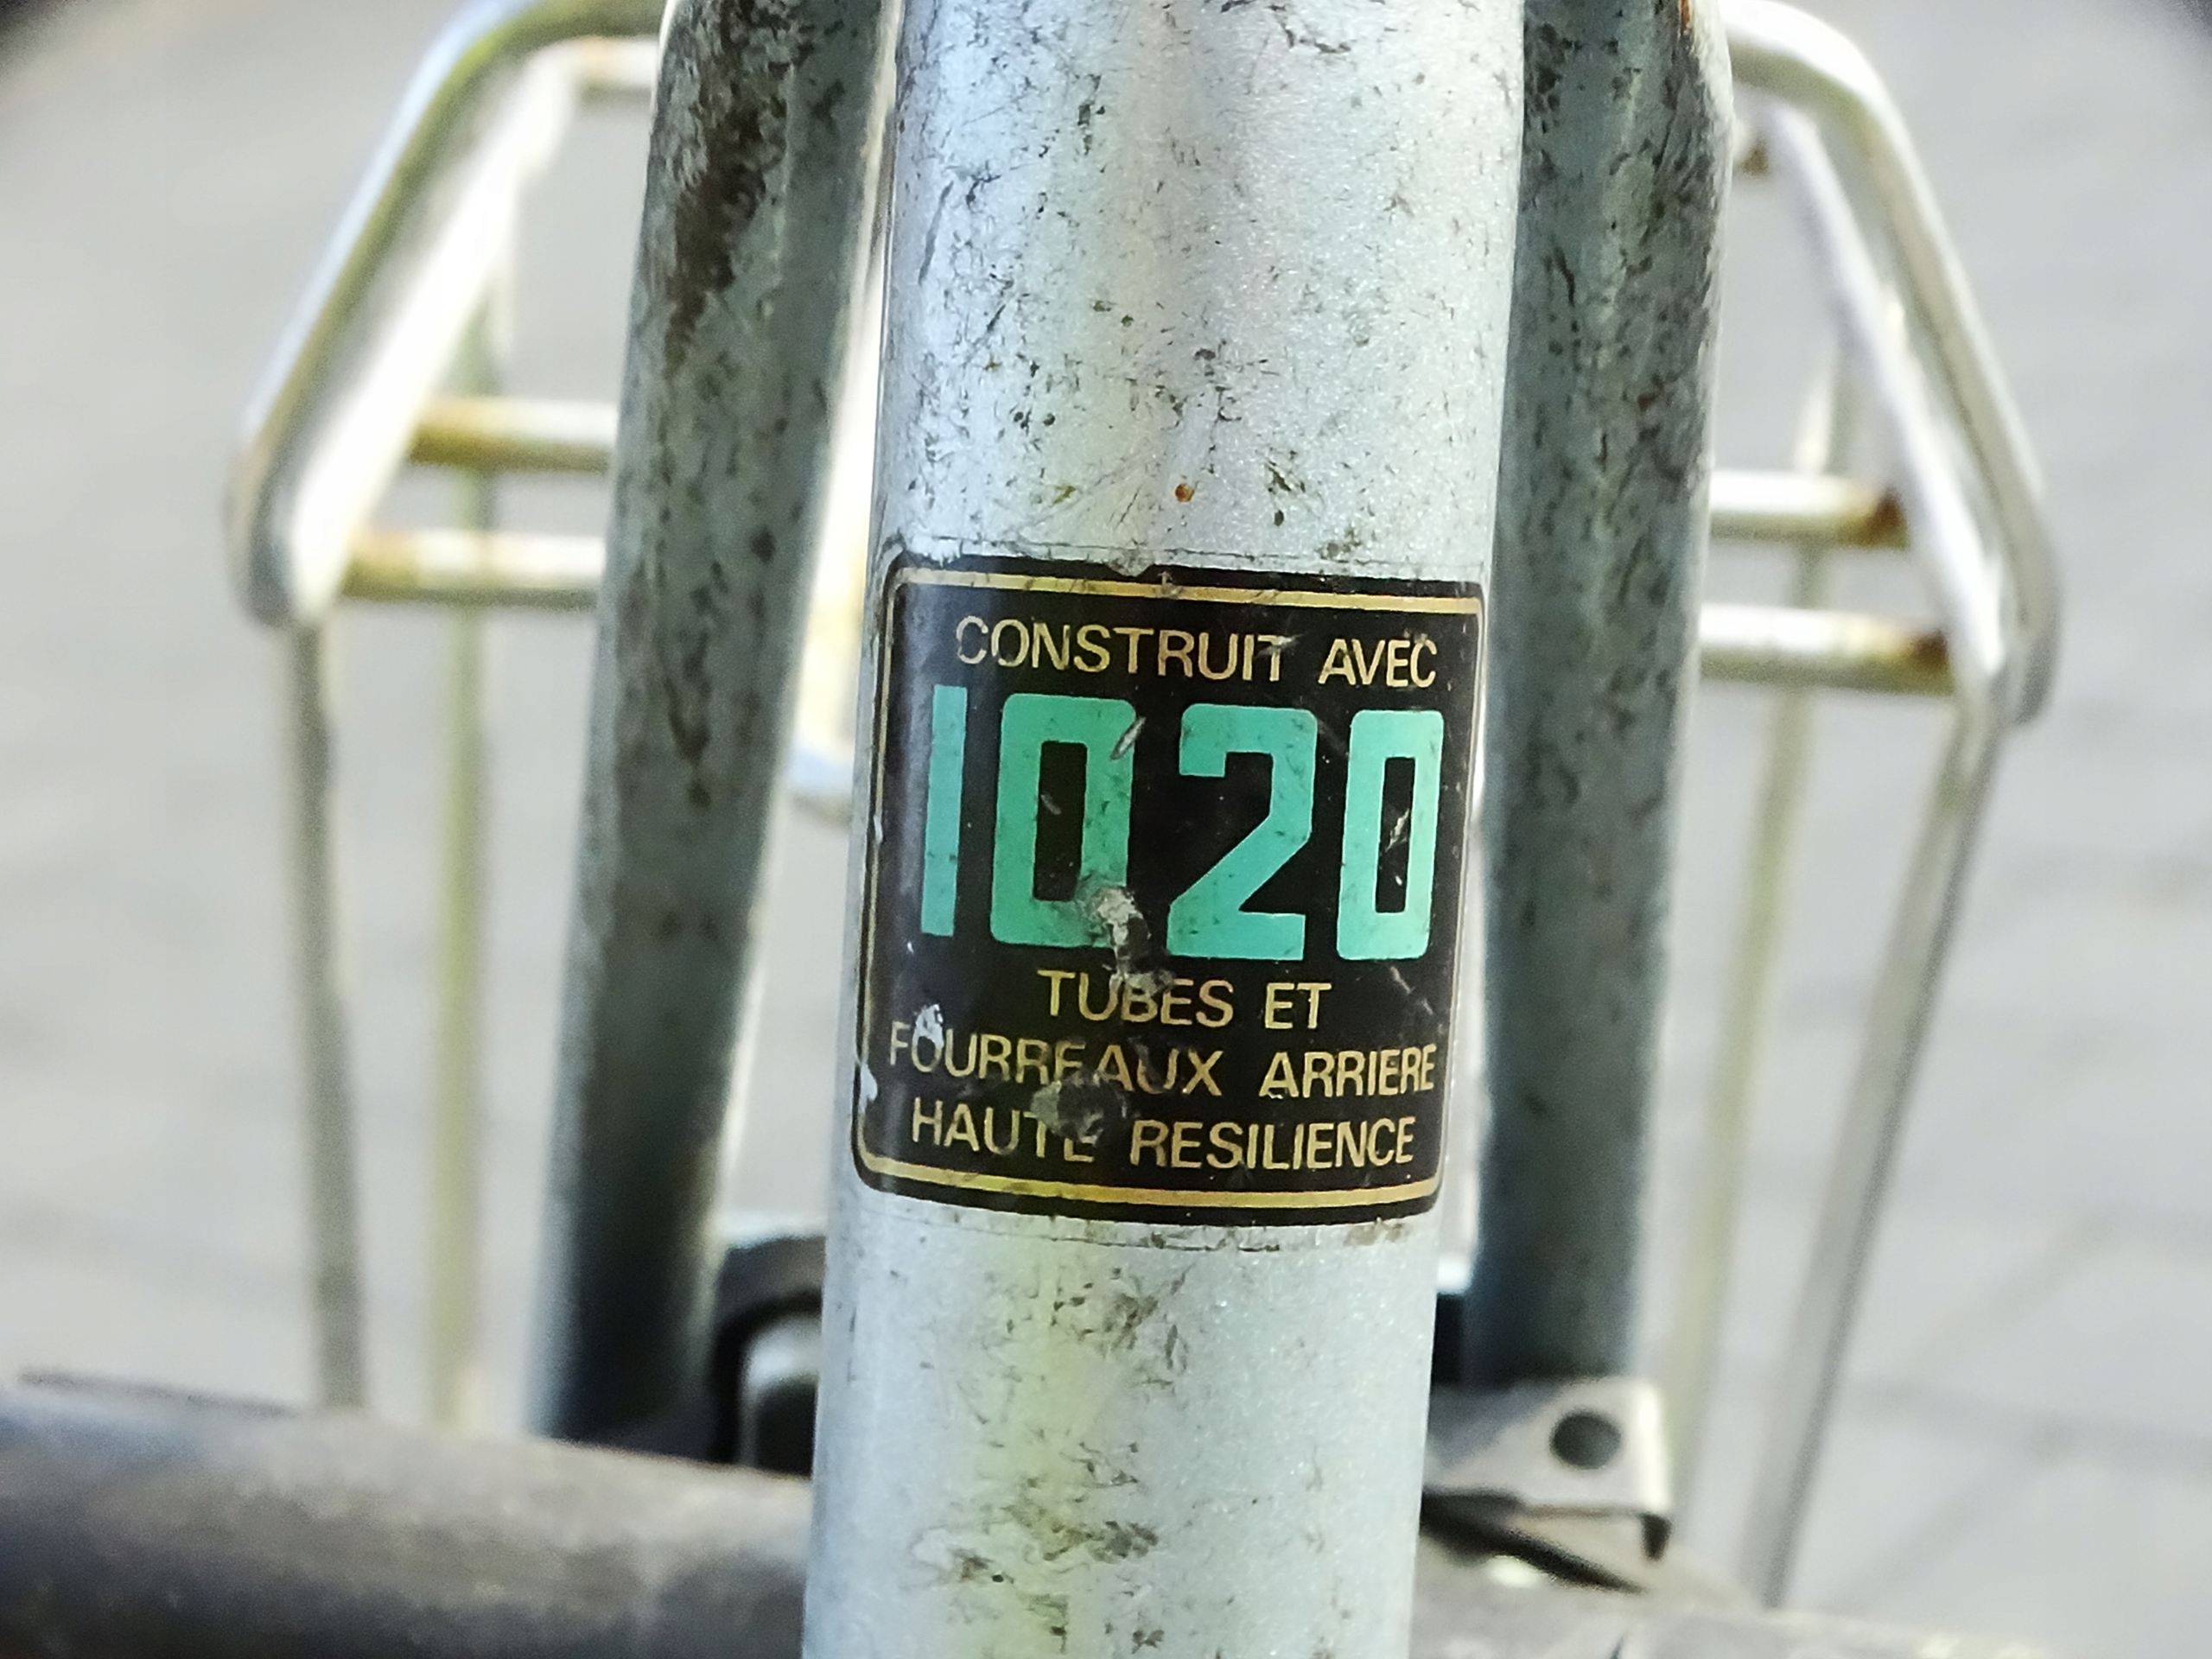 CONSTRUIT AVEC
1020
TUBES ET
FOURREAUX ARRIERE
HAUTE RESILIENCE